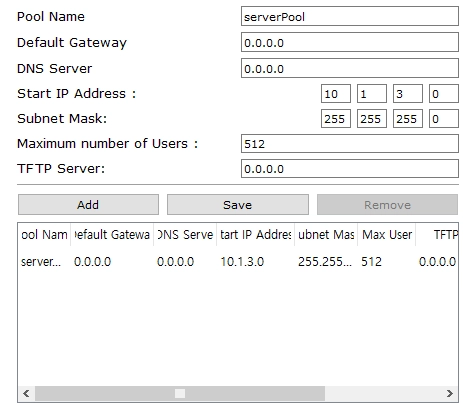 Pool Name serverPool
Default Gateway 0.0.0.0
DNS Server 0.0.0.0
Start IP Address : 10 1 3 0
Subnet Mask: 255 255 255 0
Maximum number of Users : 512
TFTP Server: 0.0.0.0
Add Save Remove
ool Nam efault Gatewa DNS Serve tart IP Addres ubnet Mas Max User TFTP
server... 0.0.0.0 0.0.0.0 10.1.3.0 255.255... 512 0.0.0.0